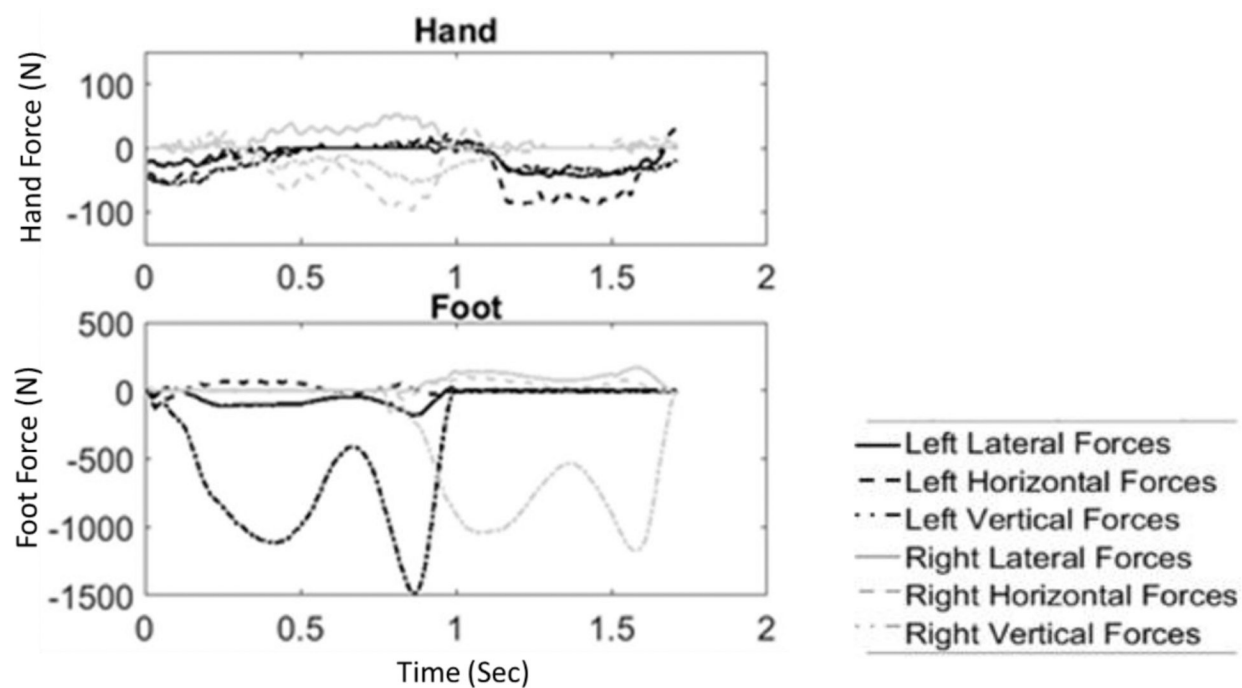 Hand
Hand Force (N)
100
0
-100
0 0.5 1 1.5 2
Foot
Foot Force (N)
500
0
-500
-1000
-1500
0 0.5 1 1.5 2
Time (Sec)
Left Lateral Forces
Left Horizontal Forces
Left Vertical Forces
Right Lateral Forces
Right Horizontal Forces
Right Vertical Forces